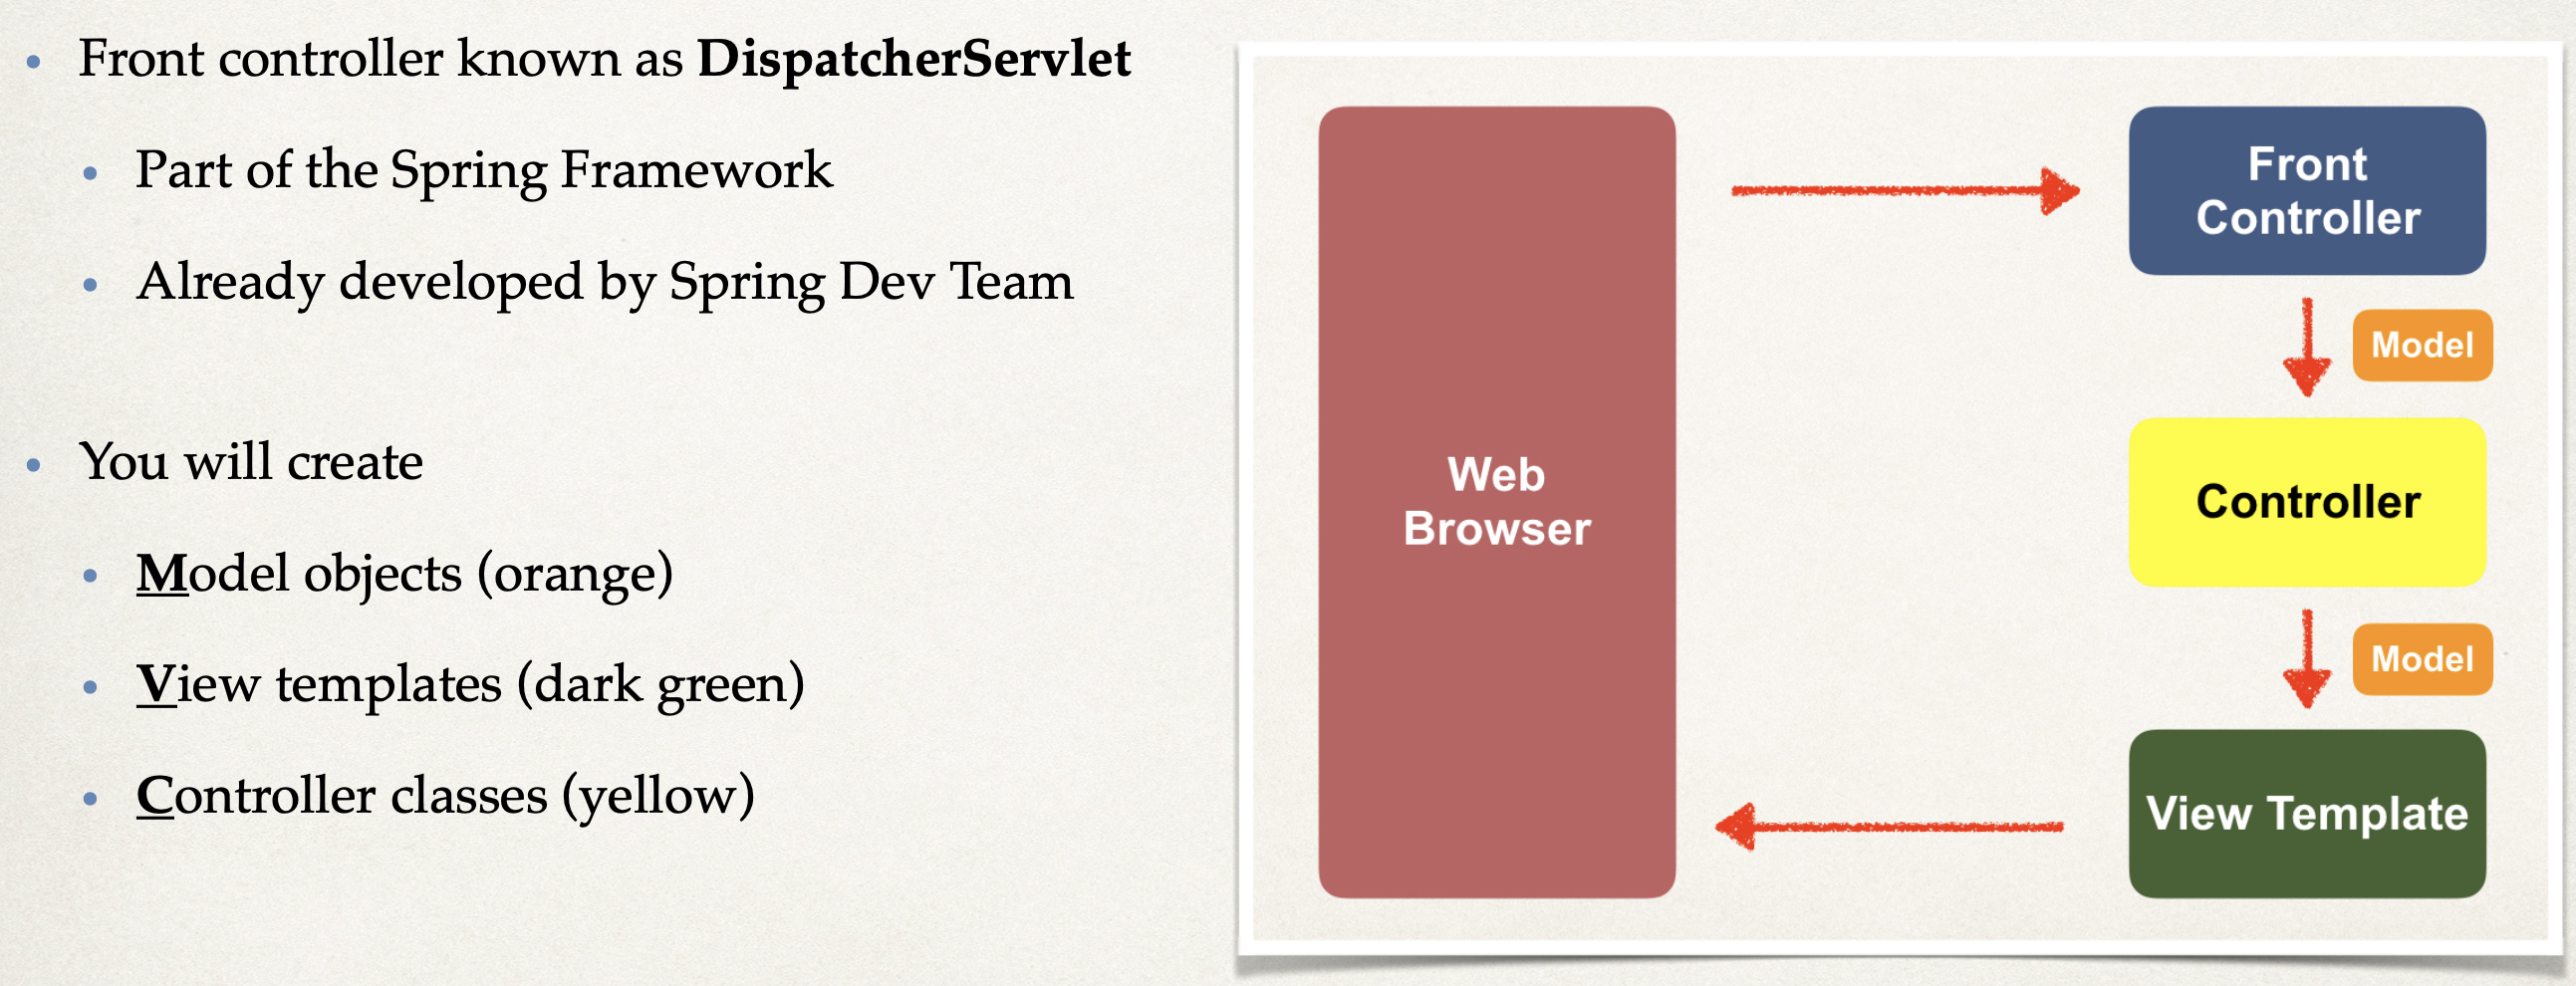 Front controller known as DispatcherServlet
Part of the Spring Framework
Already developed by Spring Dev Team
You will create
Model objects (orange)
View templates (dark green)
Controller classes (yellow)
Web
Browser
Front
Controller
Model
Controller
Model
View Template